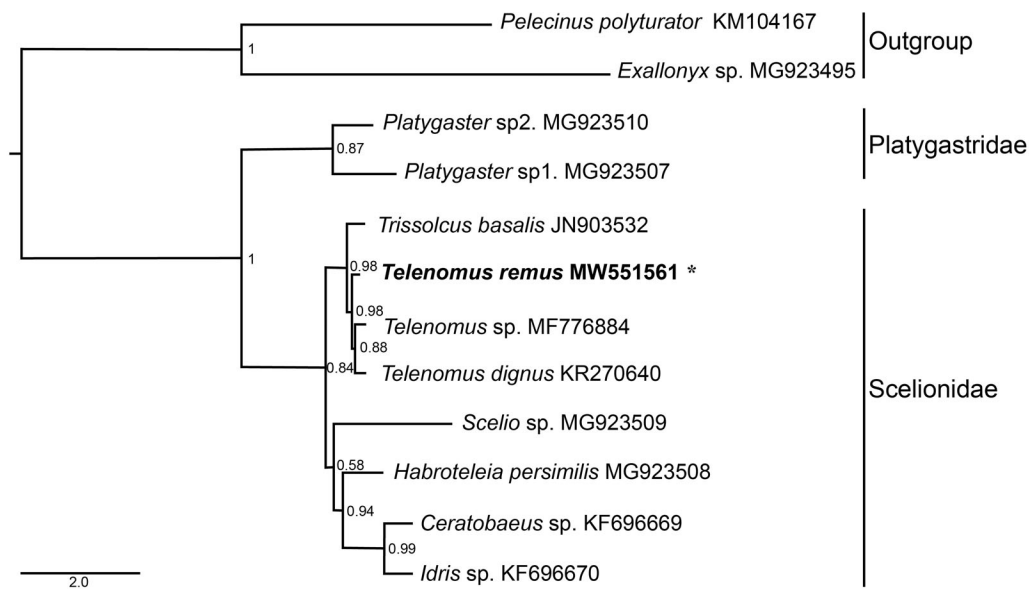 Pelecinus polyturator KM104167
1
Outgroup
Exallonyx sp. MG923495
Platygaster sp2. MG923510
0.87
Platygastridae
Platygaster sp1. MG923507
Trissolcus basalis JN903532
1
0.98
Telenomus remus MW551561 *
0.98
Telenomus sp. MF776884
0.88
0.84
Telenomus dignus KR270640
Scelionidae
Scelio sp. MG923509
0.58
Habroteleia persimilis MG923508
0.94
Ceratobaeus sp. KF696669
0.99
Idris sp. KF696670
2.0